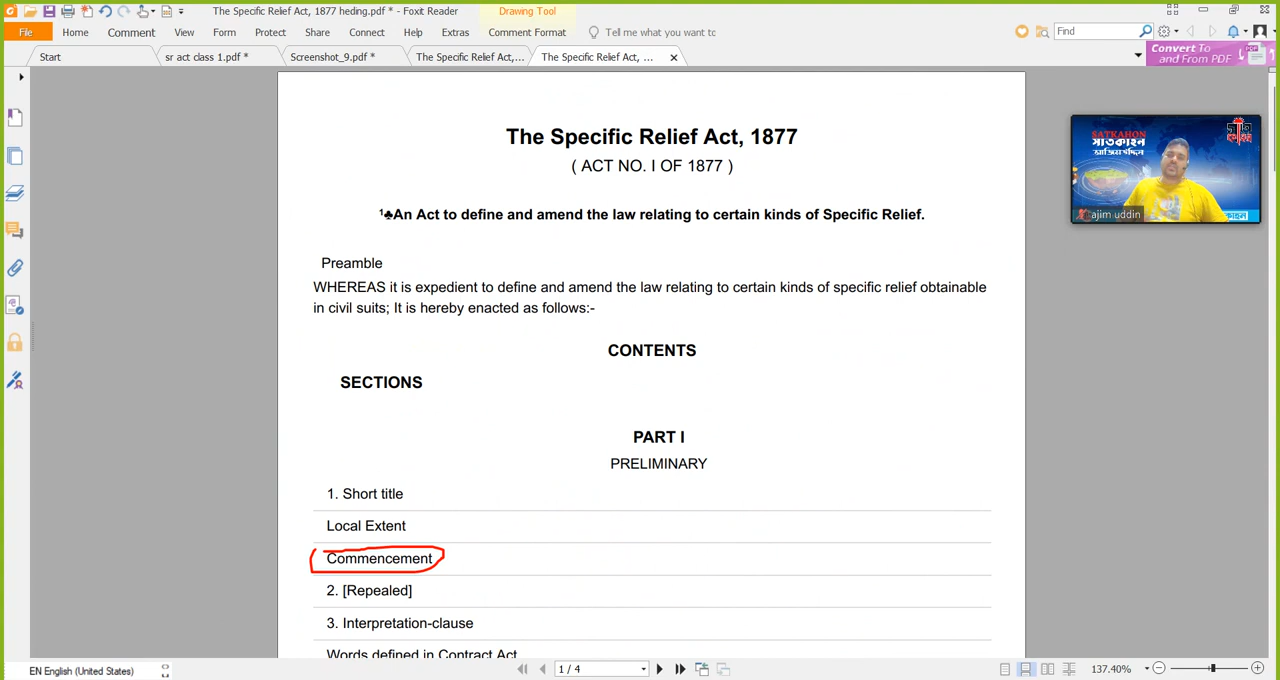 The Specific Relief Act, 1877 heding.pdf * - Foxit Reader
Drawing Tool
File Home Comment View Form Protect Share Connect Help Extras Comment Format Tell me what you want to Find
Start sr act class 1.pdf * Screenshot_9.pdf * The Specific Relief Act,... The Specific Relief Act, ...
Convert To
and From PDF
The Specific Relief Act, 1877
( ACT NO. I OF 1877 )
¹♣An Act to define and amend the law relating to certain kinds of Specific Relief.
Preamble
WHEREAS it is expedient to define and amend the law relating to certain kinds of specific relief obtainable
in civil suits; It is hereby enacted as follows:-
CONTENTS
SECTIONS
PART I
PRELIMINARY
1. Short title
Local Extent
Commencement
2. [Repealed]
3. Interpretation-clause
Words defined in Contract Act
SATKAHON
সাতকাহন
ajim uddin
EN English (United States)
1 / 4
137.40%